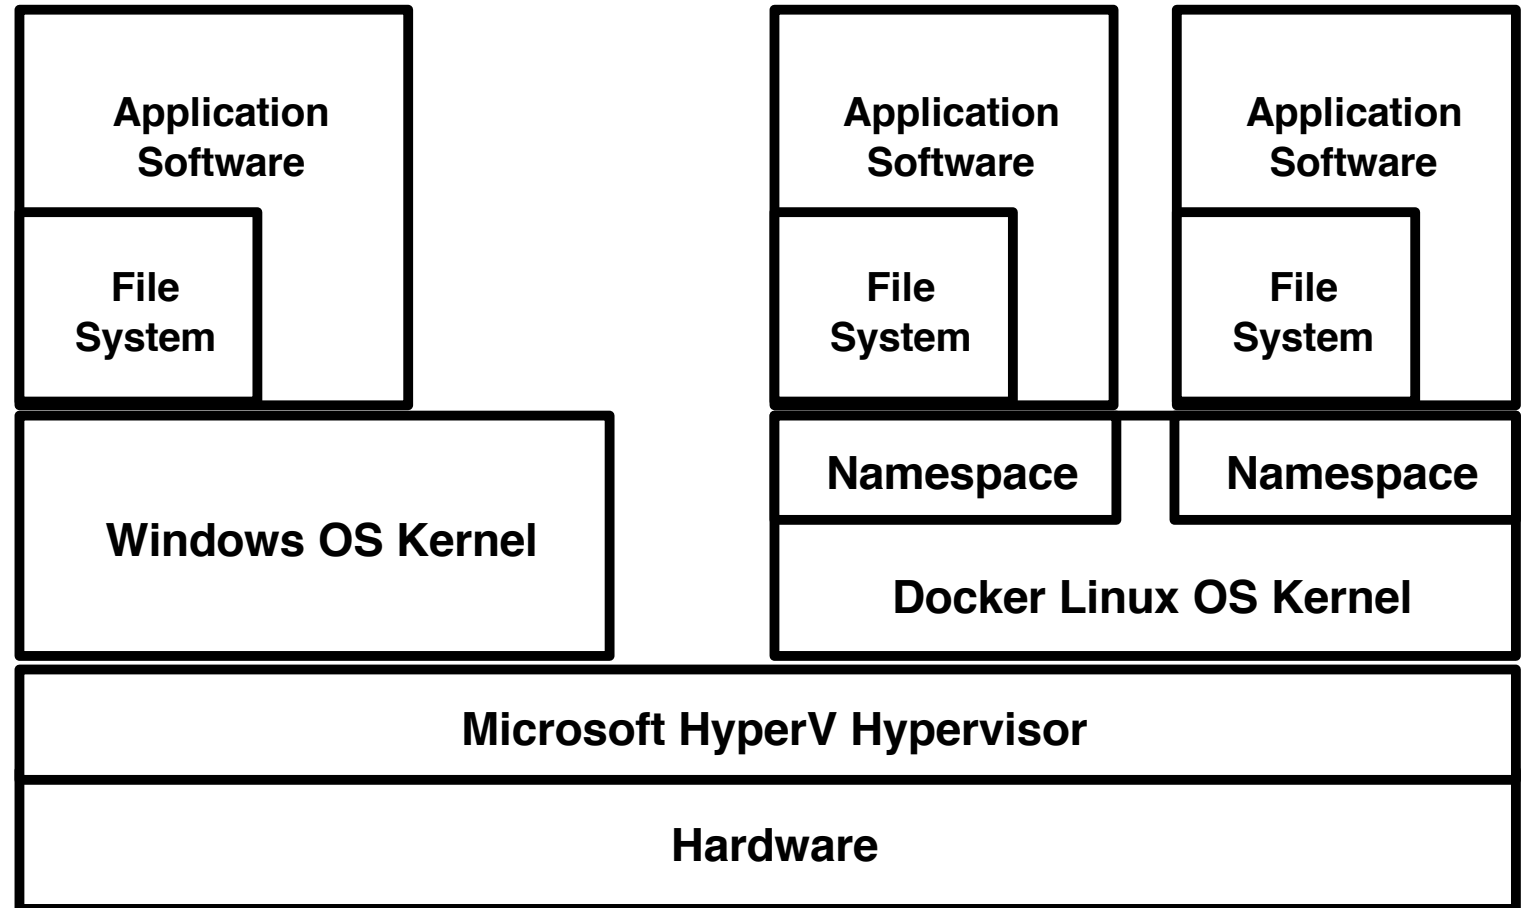 Application
Software
File
System
Application
Software
File
System
Application
Software
File
System
Windows OS Kernel
Namespace
Namespace
Docker Linux OS Kernel
Microsoft HyperV Hypervisor
Hardware